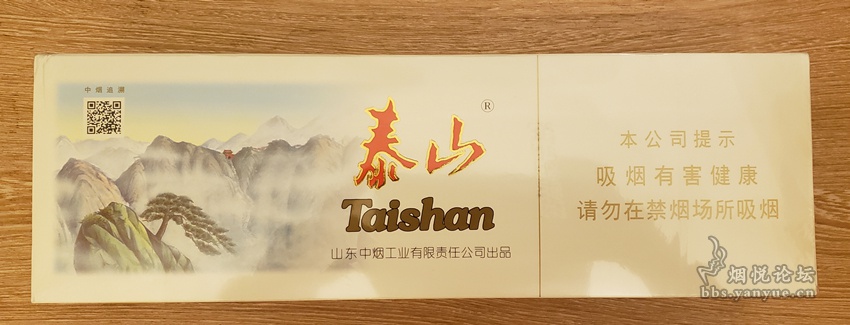 中烟追溯
泰山®
Taishan
山东中烟工业有限责任公司出品
本公司提示
吸烟有害健康
请勿在禁烟场所吸烟
烟悦论坛
bbs.yanyue.cn